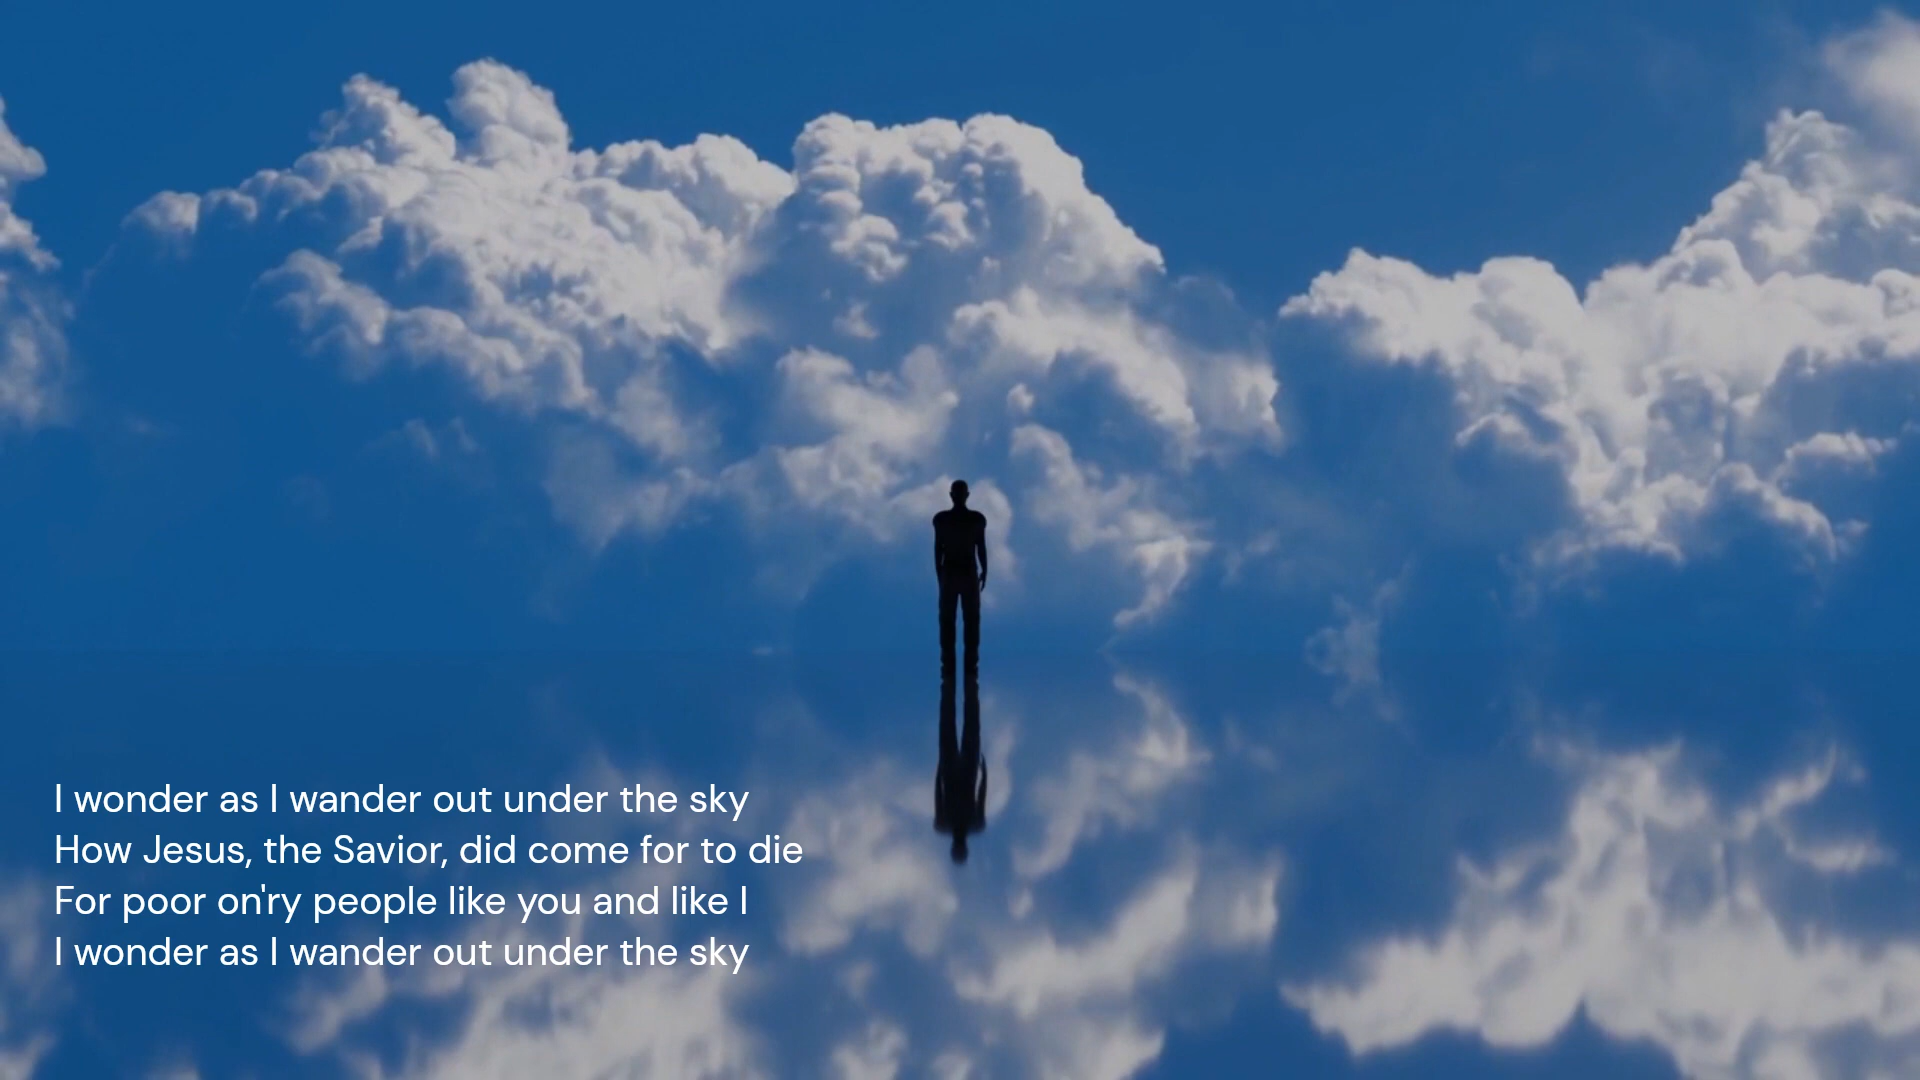 I wonder as I wander out under the sky
How Jesus, the Savior, did come for to die
For poor on'ry people like you and like I
I wonder as I wander out under the sky